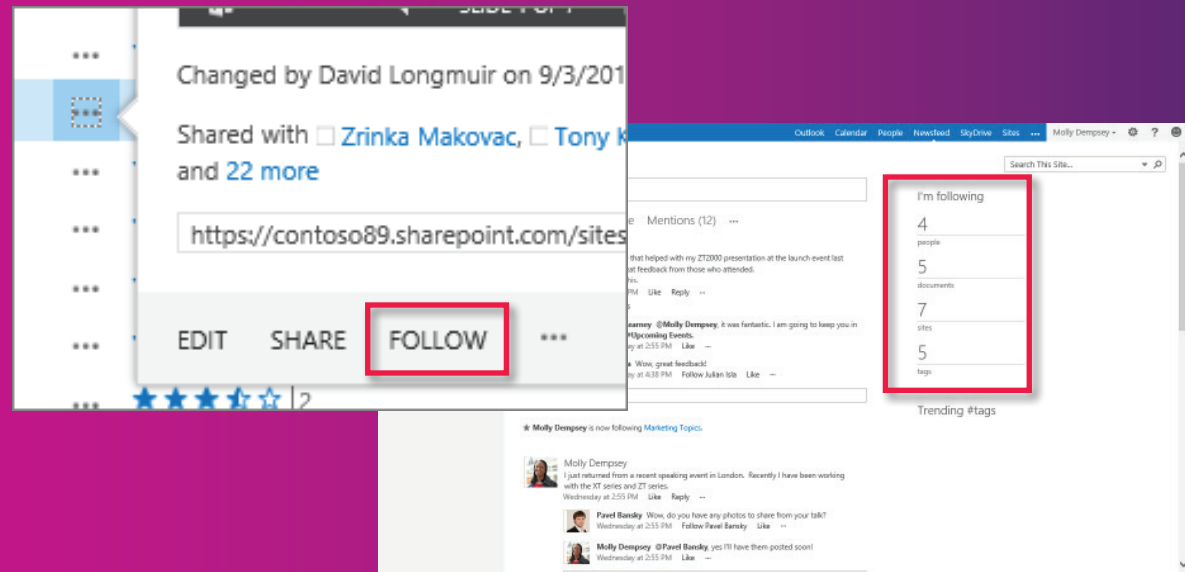 Changed by David Longmuir on 9/3/201
Shared with Zrinka Makovac, Tony K
and 22 more
https://contoso89.sharepoint.com/sites
EDIT SHARE FOLLOW ...
2
Outlook Calendar People Newsfeed SkyDrive Sites ... Molly Dempsey ?
Search This Site...
Mentions (12) ...
that helped with my ZT2000 presentation at the launch event last
feedback from those who attended.
PM Like Reply ...
@Molly Dempsey, it was fantastic. I am going to keep you in
#Upcoming Events.
at 2:55 PM Like ...
Wow, great feedback!
at 4:38 PM Follow Julian Isla Like ...
Molly Dempsey is now following Marketing Topics.
Molly Dempsey
I just returned from a recent speaking event in London. Recently I have been working
with the XT series and ZT series.
Wednesday at 2:55 PM Like Reply ...
Pavel Bansky Wow, do you have any photos to share from your talk?
Wednesday at 2:55 PM Follow Pavel Bansky Like ...
Molly Dempsey @Pavel Bansky, yes I'll have them posted soon!
Wednesday at 2:55 PM Like ...
I'm following
4
people
5
documents
7
sites
5
tags
Trending #tags